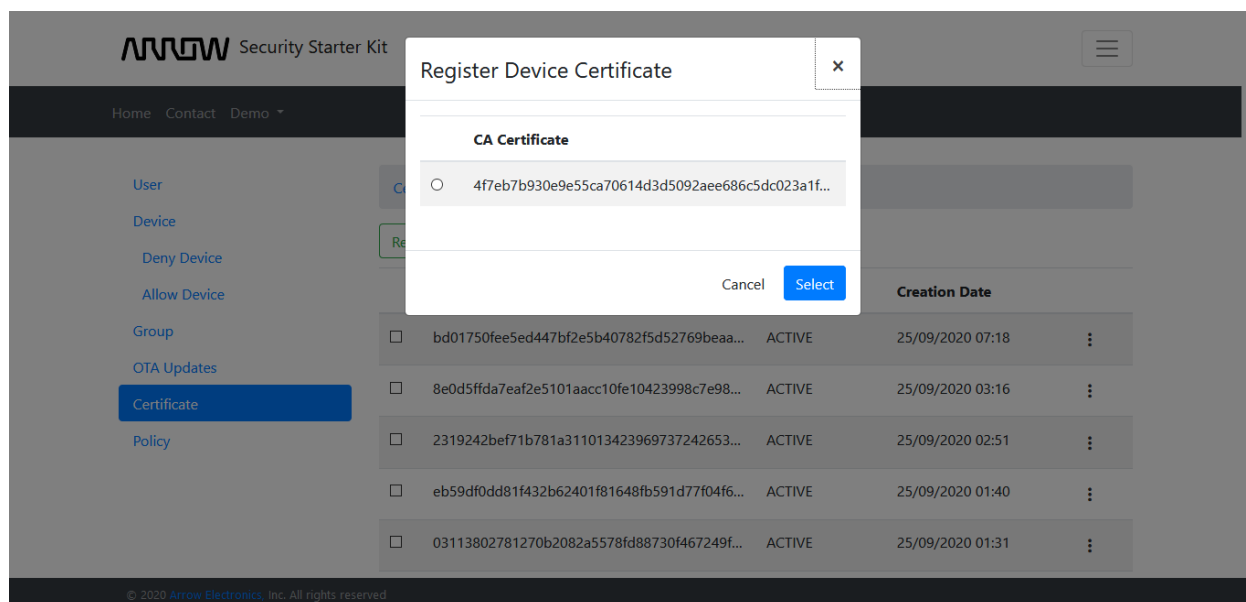 ARROW Security Starter Kit
Register Device Certificate ×
Home Contact Demo
CA Certificate
4f7eb7b930e9e55ca70614d3d5092aee686c5dc023a1f...
Cancel Select
User
Device
Deny Device
Allow Device
Group
OTA Updates
Certificate
Policy
Creation Date
bd01750fee5ed447bf2e5b40782f5d52769beaa... ACTIVE 25/09/2020 07:18
8e0d5ffda7eaf2e5101aacc10fe10423998c7e98... ACTIVE 25/09/2020 03:16
2319242bef71b781a311013423969737242653... ACTIVE 25/09/2020 02:51
eb59df0dd81f432b62401f81648fb591d77f04f6... ACTIVE 25/09/2020 01:40
03113802781270b2082a5578fd88730f467249f... ACTIVE 25/09/2020 01:31
© 2020 Arrow Electronics, Inc. All rights reserved